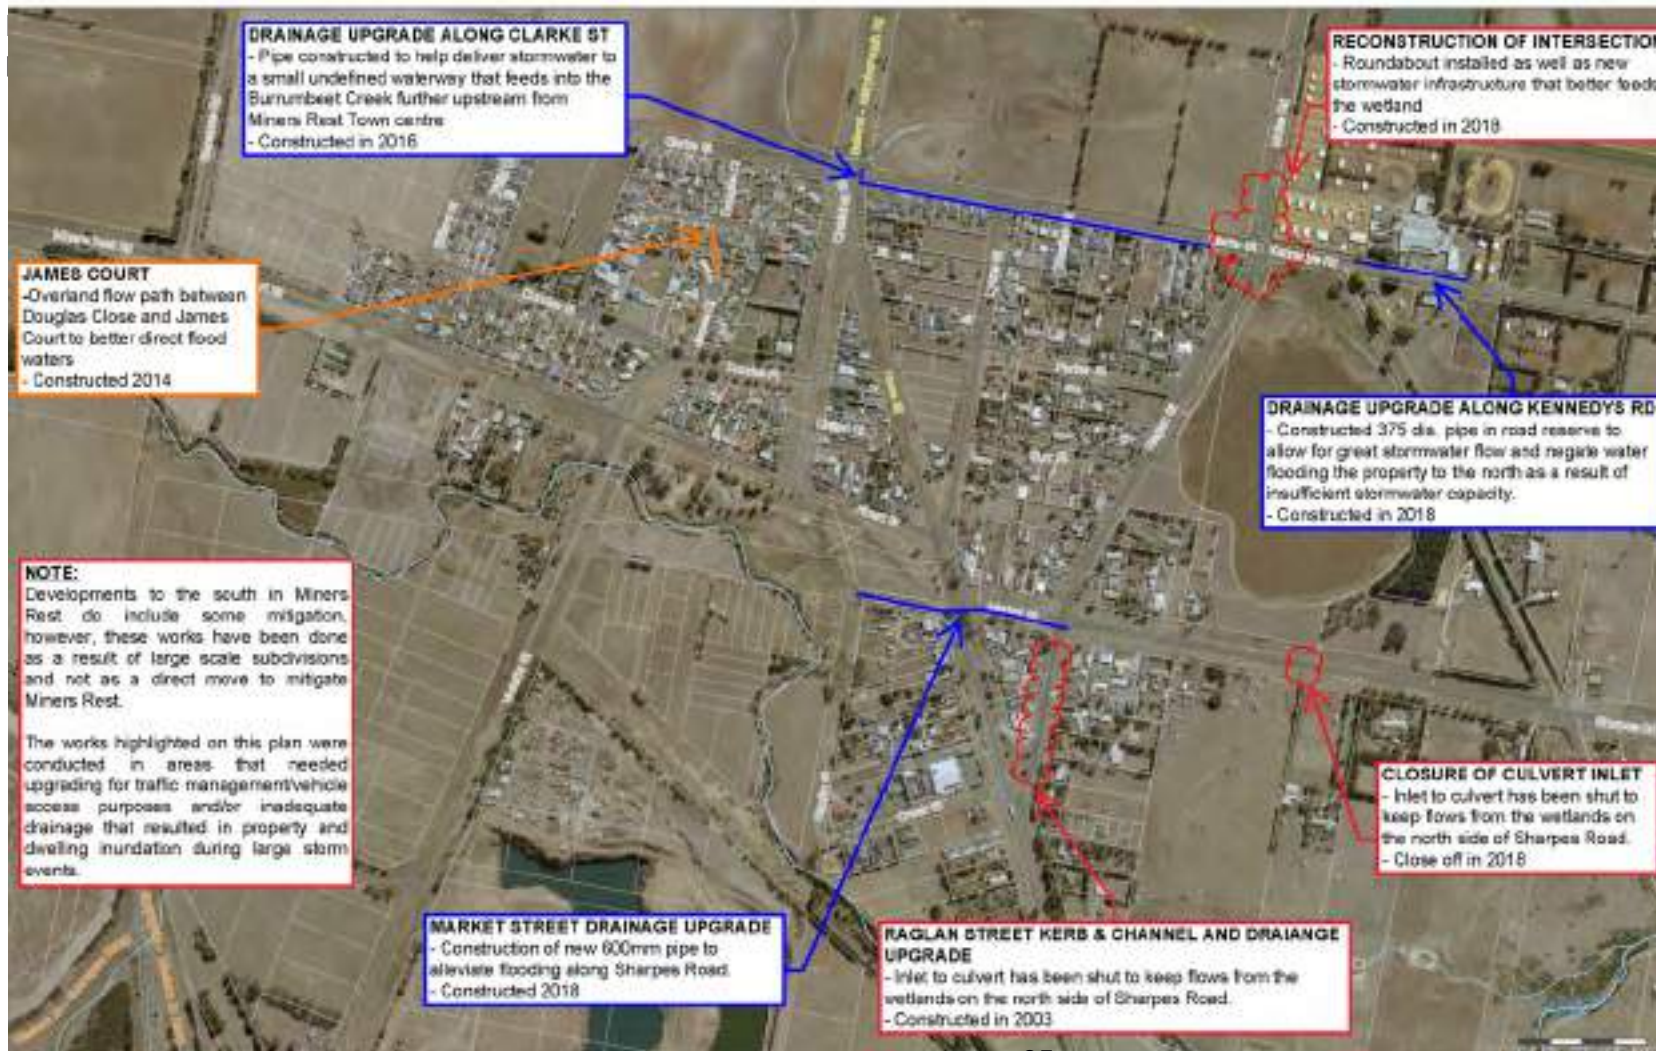 DRAINAGE UPGRADE ALONG CLARKE ST
- Pipe constructed to help deliver stormwater to
a small undefined waterway that feeds into the
Burrumbeet Creek further upstream from
Miners Rest Town centre
- Constructed in 2016
RECONSTRUCTION OF INTERSECTION
- Roundabout installed as well as new
stormwater infrastructure that better feeds
the wetland
- Constructed in 2018
JAMES COURT
-Overland flow path between
Douglas Close and James
Court to better direct flood
waters
- Constructed 2014
DRAINAGE UPGRADE ALONG KENNEDYS RD
- Constructed 375 dia. pipe in road reserve to
allow for great stormwater flow and negate water
flooding the property to the north as a result of
insufficient stormwater capacity.
- Constructed in 2018
NOTE:
Developments to the south in Miners
Rest do include some mitigation,
however, these works have been done
as a result of large scale subdivisions
and not as a direct move to mitigate
Miners Rest.
The works highlighted on this plan were
conducted in areas that needed
upgrading for traffic management/vehicle
access purposes and/or inadequate
drainage that resulted in property and
dwelling inundation during large storm
events.
CLOSURE OF CULVERT INLET
- Inlet to culvert has been shut to
keep flows from the wetlands on
the north side of Sharpes Road.
- Close off in 2018
MARKET STREET DRAINAGE UPGRADE
- Construction of new 600mm pipe to
alleviate flooding along Sharpes Road.
- Constructed 2018
RAGLAN STREET KERB & CHANNEL AND DRAIANGE
UPGRADE
- Inlet to culvert has been shut to keep flows from the
wetlands on the north side of Sharpes Road.
- Constructed in 2003